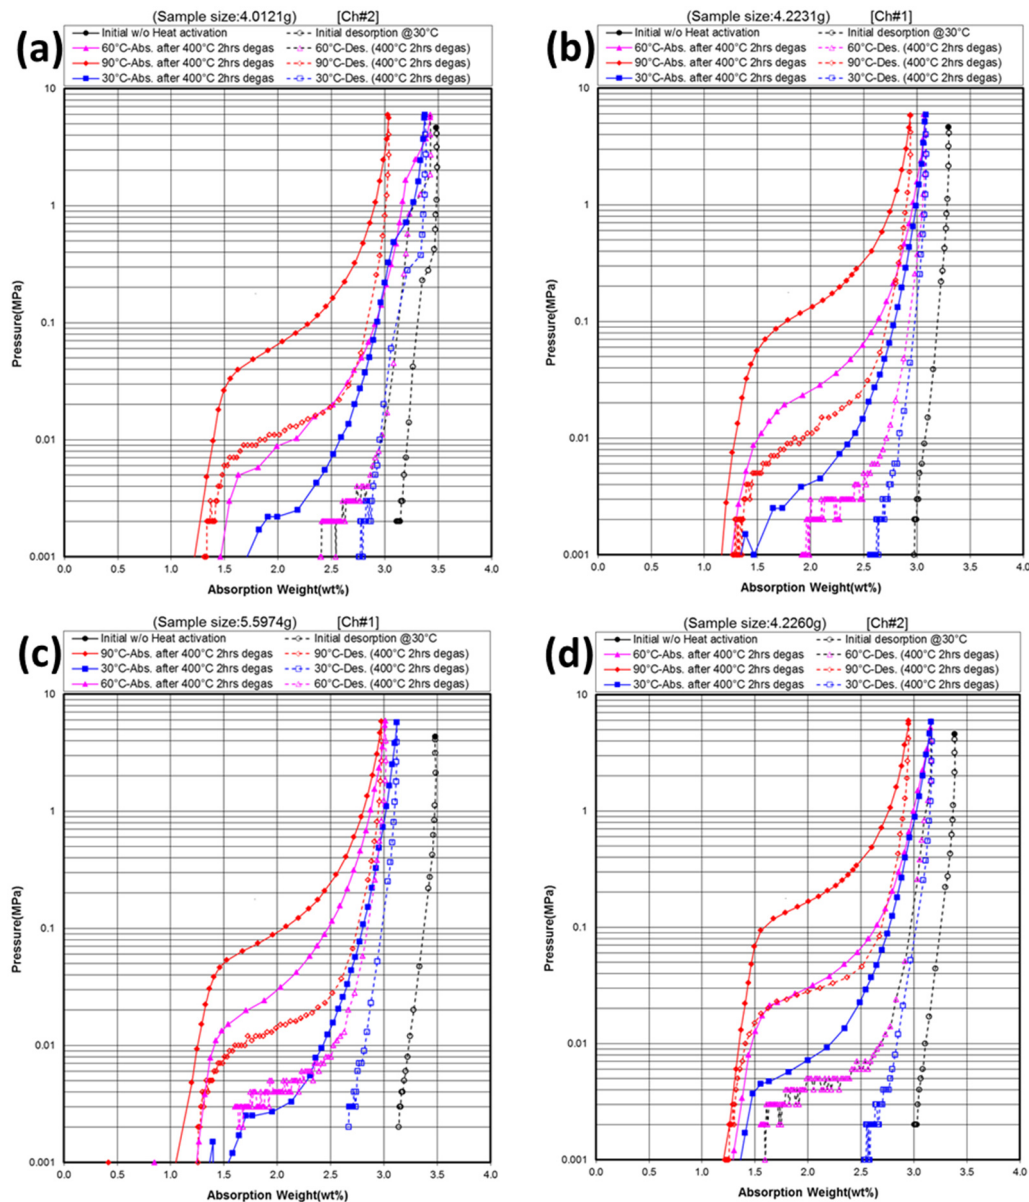 (Sample size:4.0121g) [Ch#2]
(a)
Initial w/o Heat activation Initial desorption @30°C
60°C-Abs. after 400°C 2hrs degas 60°C-Des. (400°C 2hrs degas)
90°C-Abs. after 400°C 2hrs degas 90°C-Des. (400°C 2hrs degas)
30°C-Abs. after 400°C 2hrs degas 30°C-Des. (400°C 2hrs degas)
10
1
0.1
0.01
0.001
Pressure(MPa)
0.0 0.5 1.0 1.5 2.0 2.5 3.0 3.5 4.0
Absorption Weight(wt%)
(Sample size:4.2231g) [Ch#1]
(b)
Initial w/o Heat activation Initial desorption @30°C
60°C-Abs. after 400°C 2hrs degas 60°C-Des. (400°C 2hrs degas)
90°C-Abs. after 400°C 2hrs degas 90°C-Des. (400°C 2hrs degas)
30°C-Abs. after 400°C 2hrs degas 30°C-Des. (400°C 2hrs degas)
10
1
0.1
0.01
0.001
Pressure(MPa)
0.0 0.5 1.0 1.5 2.0 2.5 3.0 3.5 4.0
Absorption Weight(wt%)
(Sample size:5.5974g) [Ch#1]
(c)
Initial w/o Heat activation Initial desorption @30°C
90°C-Abs. after 400°C 2hrs degas 90°C-Des. (400°C 2hrs degas)
30°C-Abs. after 400°C 2hrs degas 30°C-Des. (400°C 2hrs degas)
60°C-Abs. after 400°C 2hrs degas 60°C-Des. (400°C 2hrs degas)
10
1
0.1
0.01
0.001
Pressure(MPa)
0.0 0.5 1.0 1.5 2.0 2.5 3.0 3.5 4.0
Absorption Weight(wt%)
(Sample size:4.2260g) [Ch#2]
(d)
Initial w/o Heat activation Initial desorption @30°C
60°C-Abs. after 400°C 2hrs degas 60°C-Des. (400°C 2hrs degas)
90°C-Abs. after 400°C 2hrs degas 90°C-Des. (400°C 2hrs degas)
30°C-Abs. after 400°C 2hrs degas 30°C-Des. (400°C 2hrs degas)
10
1
0.1
0.01
0.001
Pressure(MPa)
0.0 0.5 1.0 1.5 2.0 2.5 3.0 3.5 4.0
Absorption Weight(wt%)